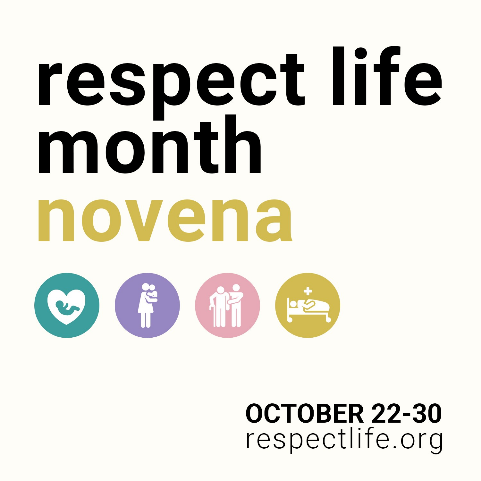 respect life
month
novena
OCTOBER 22-30
respectlife.org